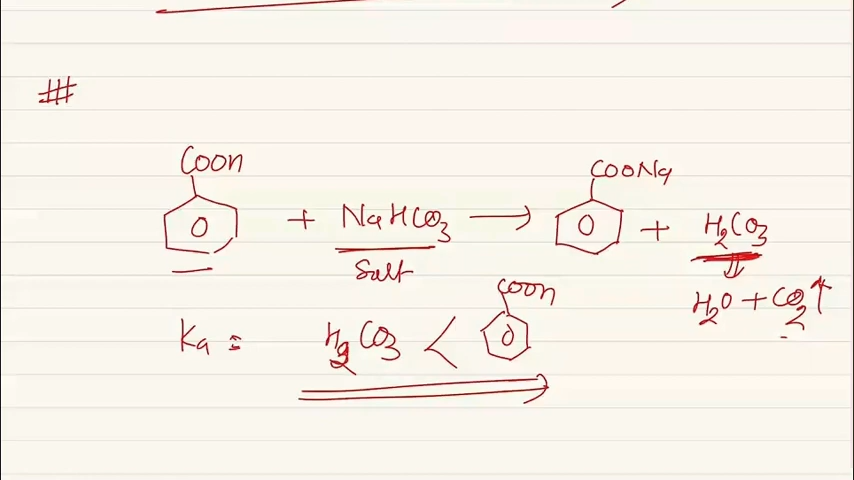 #
COOH COONa
+ NaHCO3 → + H2CO3
Salt
COOH H2O + CO2↑
Ka = H2CO3 <